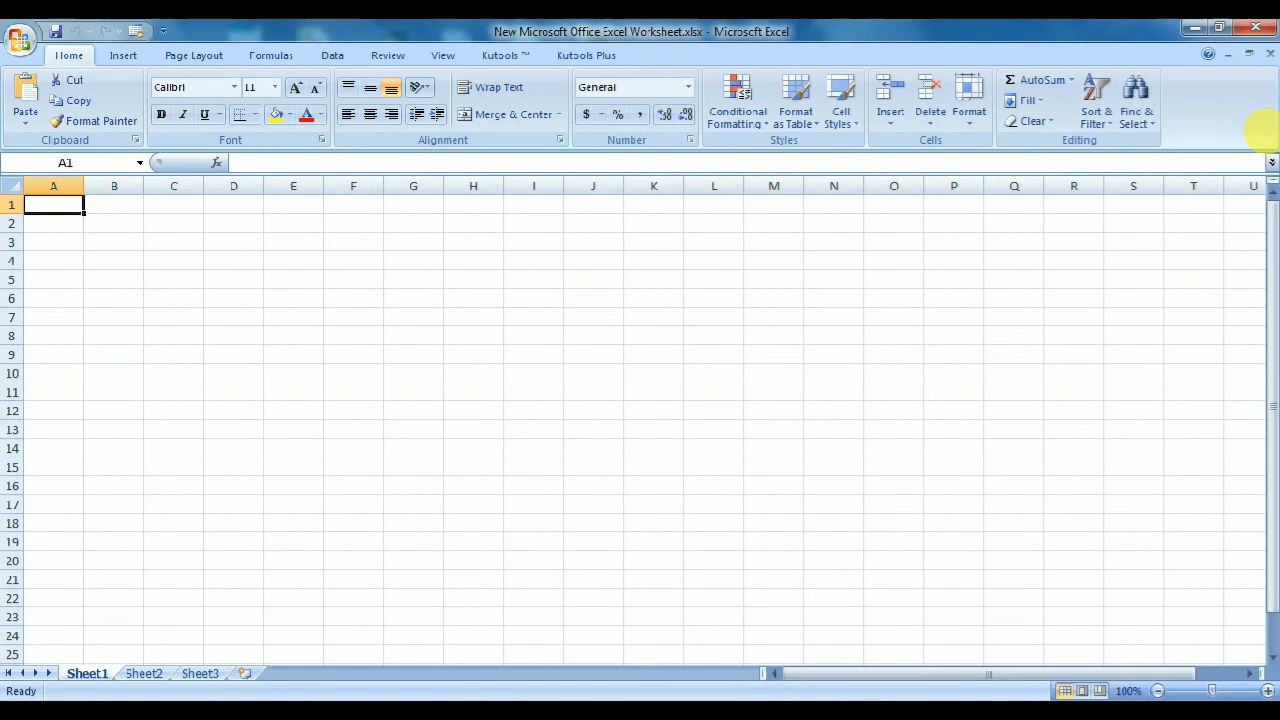 New Microsoft Office Excel Worksheet.xlsx - Microsoft Excel
Home Insert Page Layout Formulas Data Review View Kutools ™ Kutools Plus
Paste Cut Copy Format Painter
Calibri 11
B I U
Wrap Text
Merge & Center
General
$ % ,
Conditional Formatting
Format as Table
Cell Styles
Insert Delete Format
Σ AutoSum
Fill
Clear
Sort & Filter
Find & Select
Clipboard Font Alignment Number Styles Cells Editing
A1 fx
A B C D E F G H I J K L M N O P Q R S T U
1
2
3
4
5
6
7
8
9
10
11
12
13
14
15
16
17
18
19
20
21
22
23
24
25
Sheet1 Sheet2 Sheet3
Ready 100%